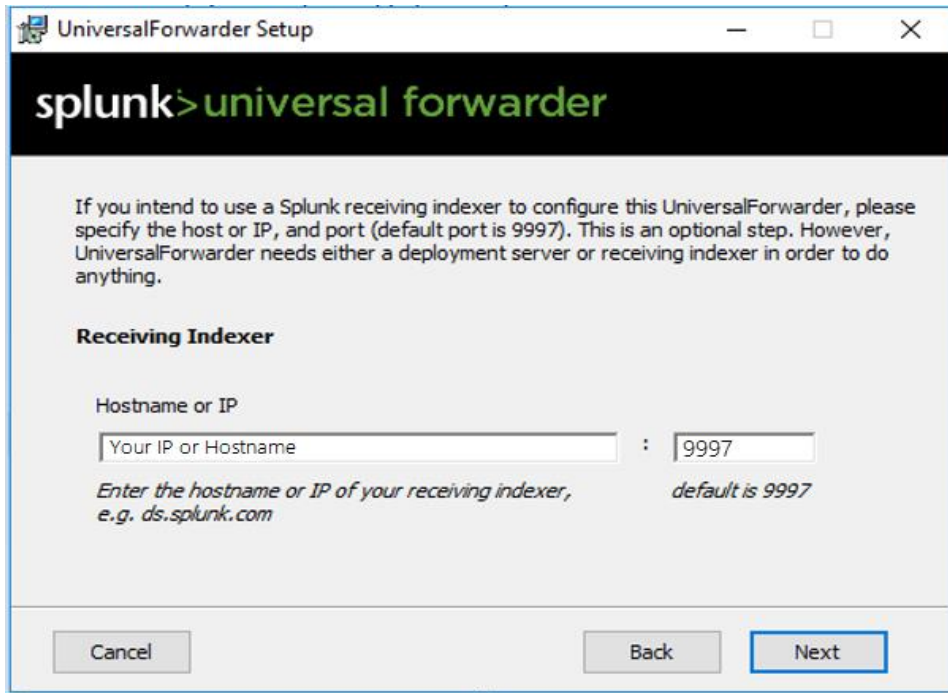 UniversalForwarder Setup
splunk>universal forwarder
If you intend to use a Splunk receiving indexer to configure this UniversalForwarder, please
specify the host or IP, and port (default port is 9997). This is an optional step. However,
UniversalForwarder needs either a deployment server or receiving indexer in order to do
anything.
Receiving Indexer
Hostname or IP
Your IP or Hostname : 9997
Enter the hostname or IP of your receiving indexer, default is 9997
e.g. ds.splunk.com
Cancel Back Next